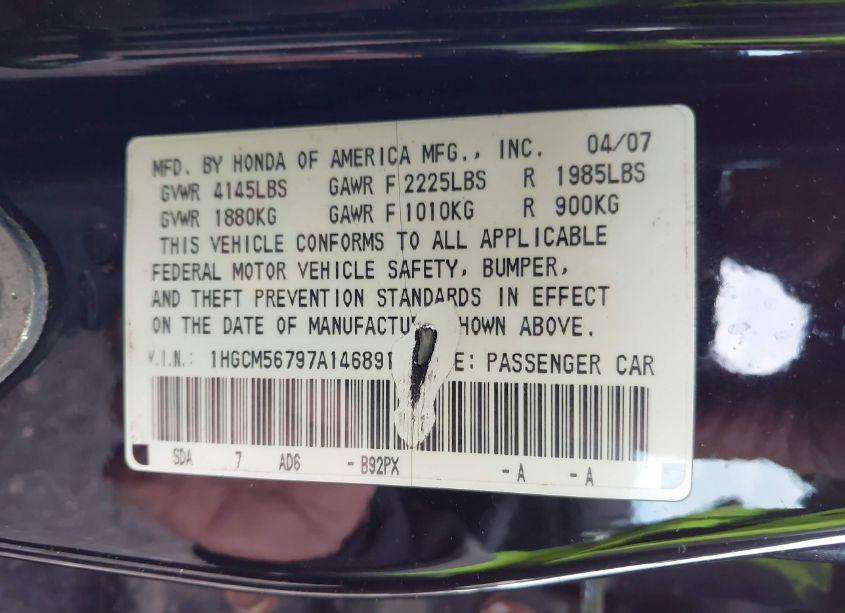 MFD. BY HONDA OF AMERICA MFG., INC. 04/07
GVWR 4145LBS GAWR F 2225LBS R 1985LBS
GVWR 1880KG GAWR F 1010KG R 900KG
THIS VEHICLE CONFORMS TO ALL APPLICABLE
FEDERAL MOTOR VEHICLE SAFETY, BUMPER,
AND THEFT PREVENTION STANDARDS IN EFFECT
ON THE DATE OF MANUFACTU HOWN ABOVE.
V.I.N.: 1HGCM56797A146891 E: PASSENGER CAR
SDA 7 AD6 - B92PX - A - A